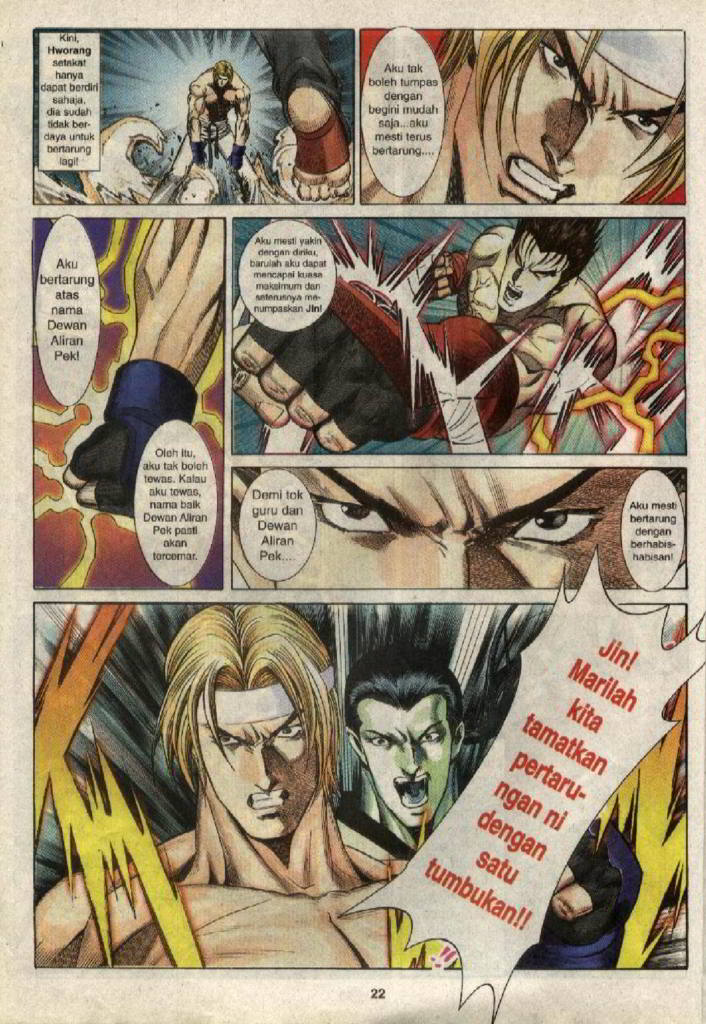 Kini,
Hworang
setakat
hanya
dapat berdiri
sahaja,
dia sudah
tidak ber-
daya untuk
bertarung
lagi!
Aku tak
boleh tumpas
dengan
begini mudah
saja...aku
mesti terus
bertarung....
Aku
bertarung
atas
nama
Dewan
Aliran
Pek!
Oleh itu,
aku tak boleh
tewas. Kalau
aku tewas,
nama baik
Dewan Aliran
Pek pasti
akan
tercemar.
Aku mesti yakin
dengan diriku,
barulah aku dapat
mencapai kuasa
maksimum dan
seterusnya me-
numpaskan Jin!
Demi tok
guru dan
Dewan
Aliran
Pek....
Aku mesti
bertarung
dengan
berhabis-
habisan!
Jin!
Marilah
kita
tamatkan
pertaru-
ngan ni
dengan
satu
tumbukan!!
!!
22